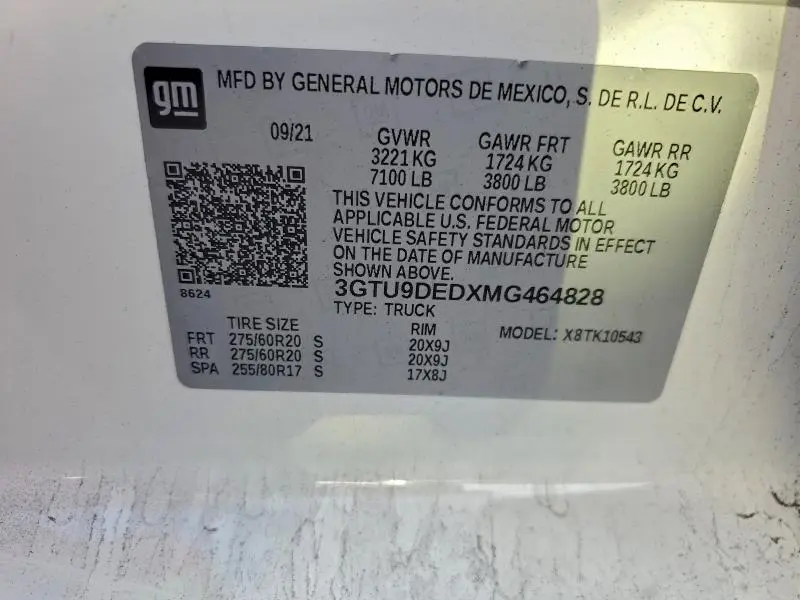 gm
MFD BY GENERAL MOTORS DE MEXICO, S. DE R.L. DE C.V.
09/21 GVWR GAWR FRT GAWR RR
3221 KG 1724 KG 1724 KG
7100 LB 3800 LB 3800 LB
THIS VEHICLE CONFORMS TO ALL
APPLICABLE U.S. FEDERAL MOTOR
VEHICLE SAFETY STANDARDS IN EFFECT
ON THE DATE OF MANUFACTURE
SHOWN ABOVE.
8624
3GTU9DEDXMG464828
TYPE: TRUCK
TIRE SIZE RIM MODEL: X8TK10543
FRT 275/60R20 S 20X9J
RR 275/60R20 S 20X9J
SPA 255/80R17 S 17X8J